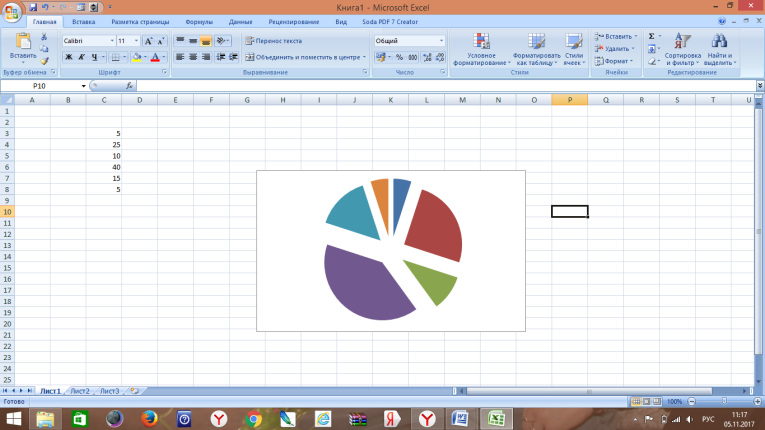 Книга1 - Microsoft Excel
Главная Вставка Разметка страницы Формулы Данные Рецензирование Вид Soda PDF 7 Creator
Calibri 11 Перенос текста Общий Вставить
Вставить Ж К Ч Объединить и поместить в центре % 000 Условное форматирование Форматировать как таблицу Стили ячеек Удалить Формат Сортировка и фильтр Найти и выделить
Буфер обмена Шрифт Выравнивание Число Стили Ячейки Редактирование
P10 fx
A B C D E F G H I J K L M N O P Q R S T U
1
2
3 5
4 25
5 10
6 40
7 15
8 5
9
10
11
12
13
14
15
16
17
18
19
20
21
22
23
24
25
Лист1 Лист2 Лист3
Готово 100%
РУС 11:17
05.11.2017